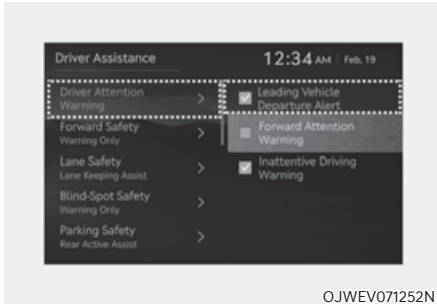 Driver Assistance
12:34 AM Feb. 19
Driver Attention
Warning
Forward Safety
Warning Only
Lane Safety
Lane Keeping Assist
Blind-Spot Safety
Warning Only
Parking Safety
Rear Active Assist
Leading Vehicle
Departure Alert
Forward Attention
Warning
Inattentive Driving
Warning
OJWEV071252N